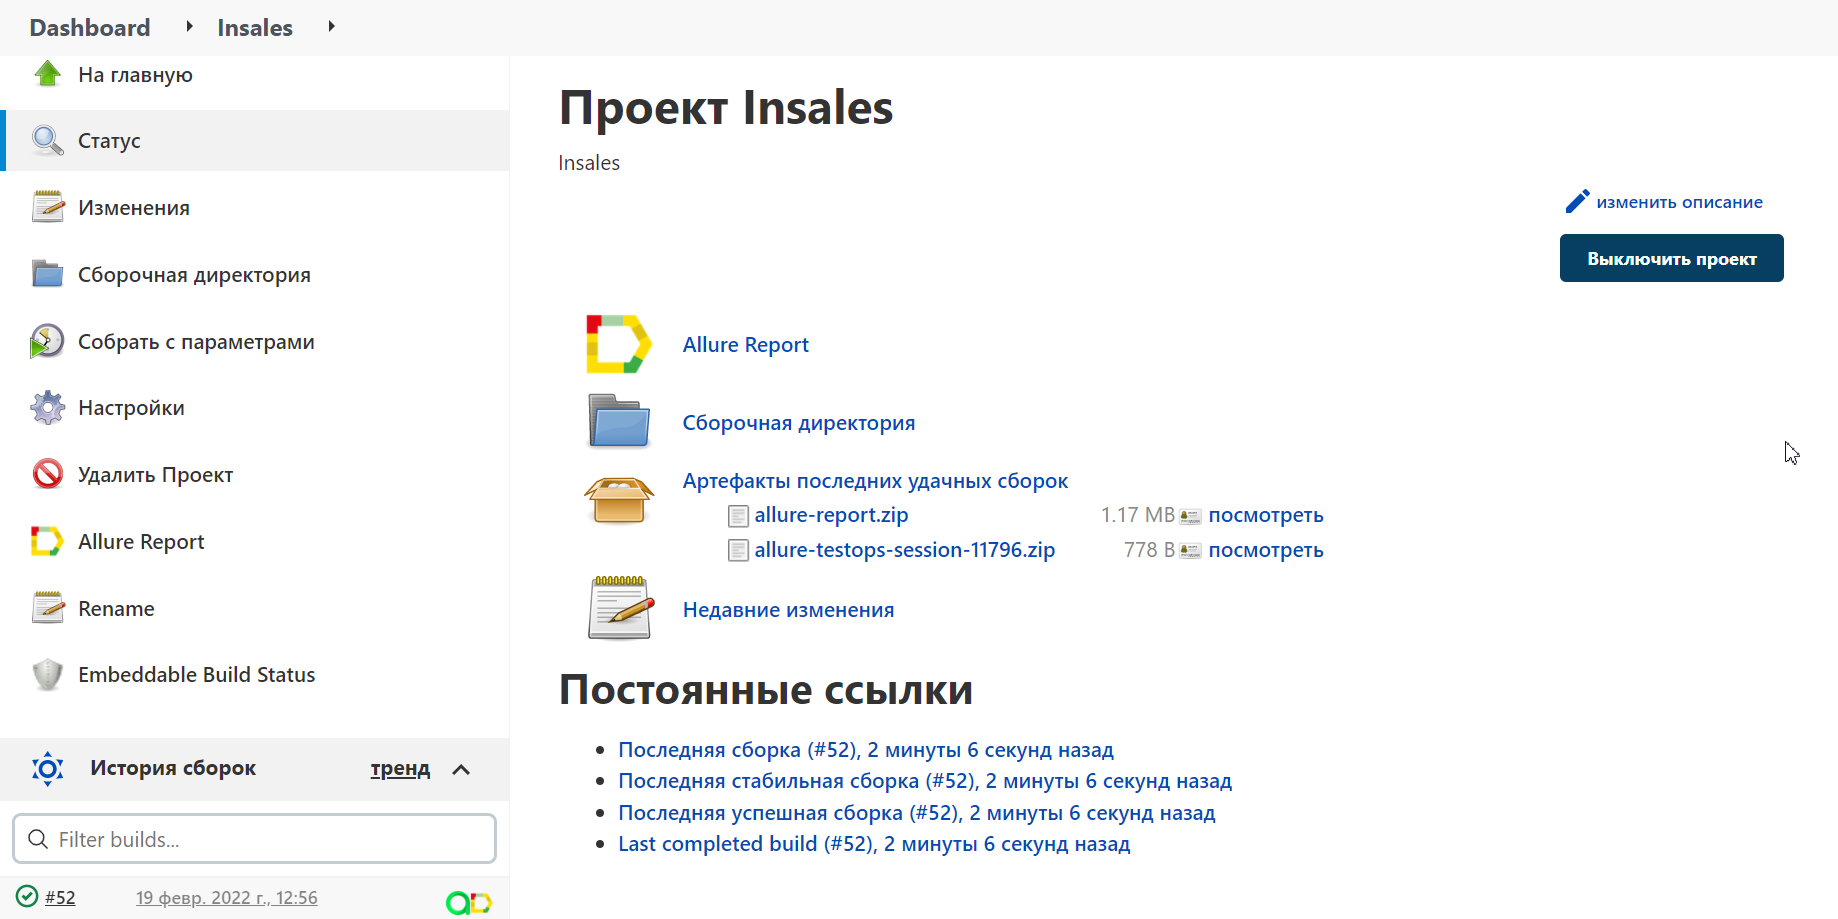 Dashboard Insales
На главную
Статус
Изменения
Сборочная директория
Собрать с параметрами
Настройки
Удалить Проект
Allure Report
Rename
Embeddable Build Status
История сборок тренд
Filter builds...
#52 19 февр. 2022 г., 12:56
Проект Insales
Insales
изменить описание
Выключить проект
Allure Report
Сборочная директория
Артефакты последних удачных сборок
allure-report.zip 1.17 MB посмотреть
allure-testops-session-11796.zip 778 B посмотреть
Недавние изменения
Постоянные ссылки
Последняя сборка (#52), 2 минуты 6 секунд назад
Последняя стабильная сборка (#52), 2 минуты 6 секунд назад
Последняя успешная сборка (#52), 2 минуты 6 секунд назад
Last completed build (#52), 2 минуты 6 секунд назад